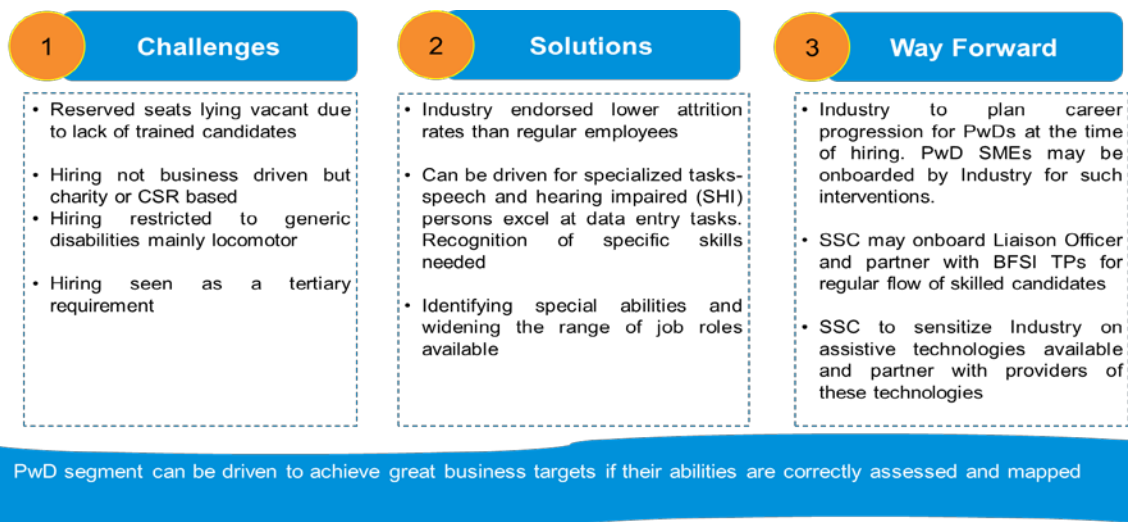 1
Challenges
• Reserved seats lying vacant due
to lack of trained candidates
• Hiring not business driven but
charity or CSR based
• Hiring restricted to generic
disabilities mainly locomotor
• Hiring seen as a tertiary
requirement
2
Solutions
• Industry endorsed lower attrition
rates than regular employees
• Can be driven for specialized tasks-
speech and hearing impaired (SHI)
persons excel at data entry tasks.
Recognition of specific skills
needed
• Identifying special abilities and
widening the range of job roles
available
3
Way Forward
• Industry to plan career
progression for PwDs at the time
of hiring. PwD SMEs may be
onboarded by Industry for such
interventions.
• SSC may onboard Liaison Officer
and partner with BFSI TPs for
regular flow of skilled candidates
• SSC to sensitize Industry on
assistive technologies available
and partner with providers of
these technologies
PwD segment can be driven to achieve great business targets if their abilities are correctly assessed and mapped